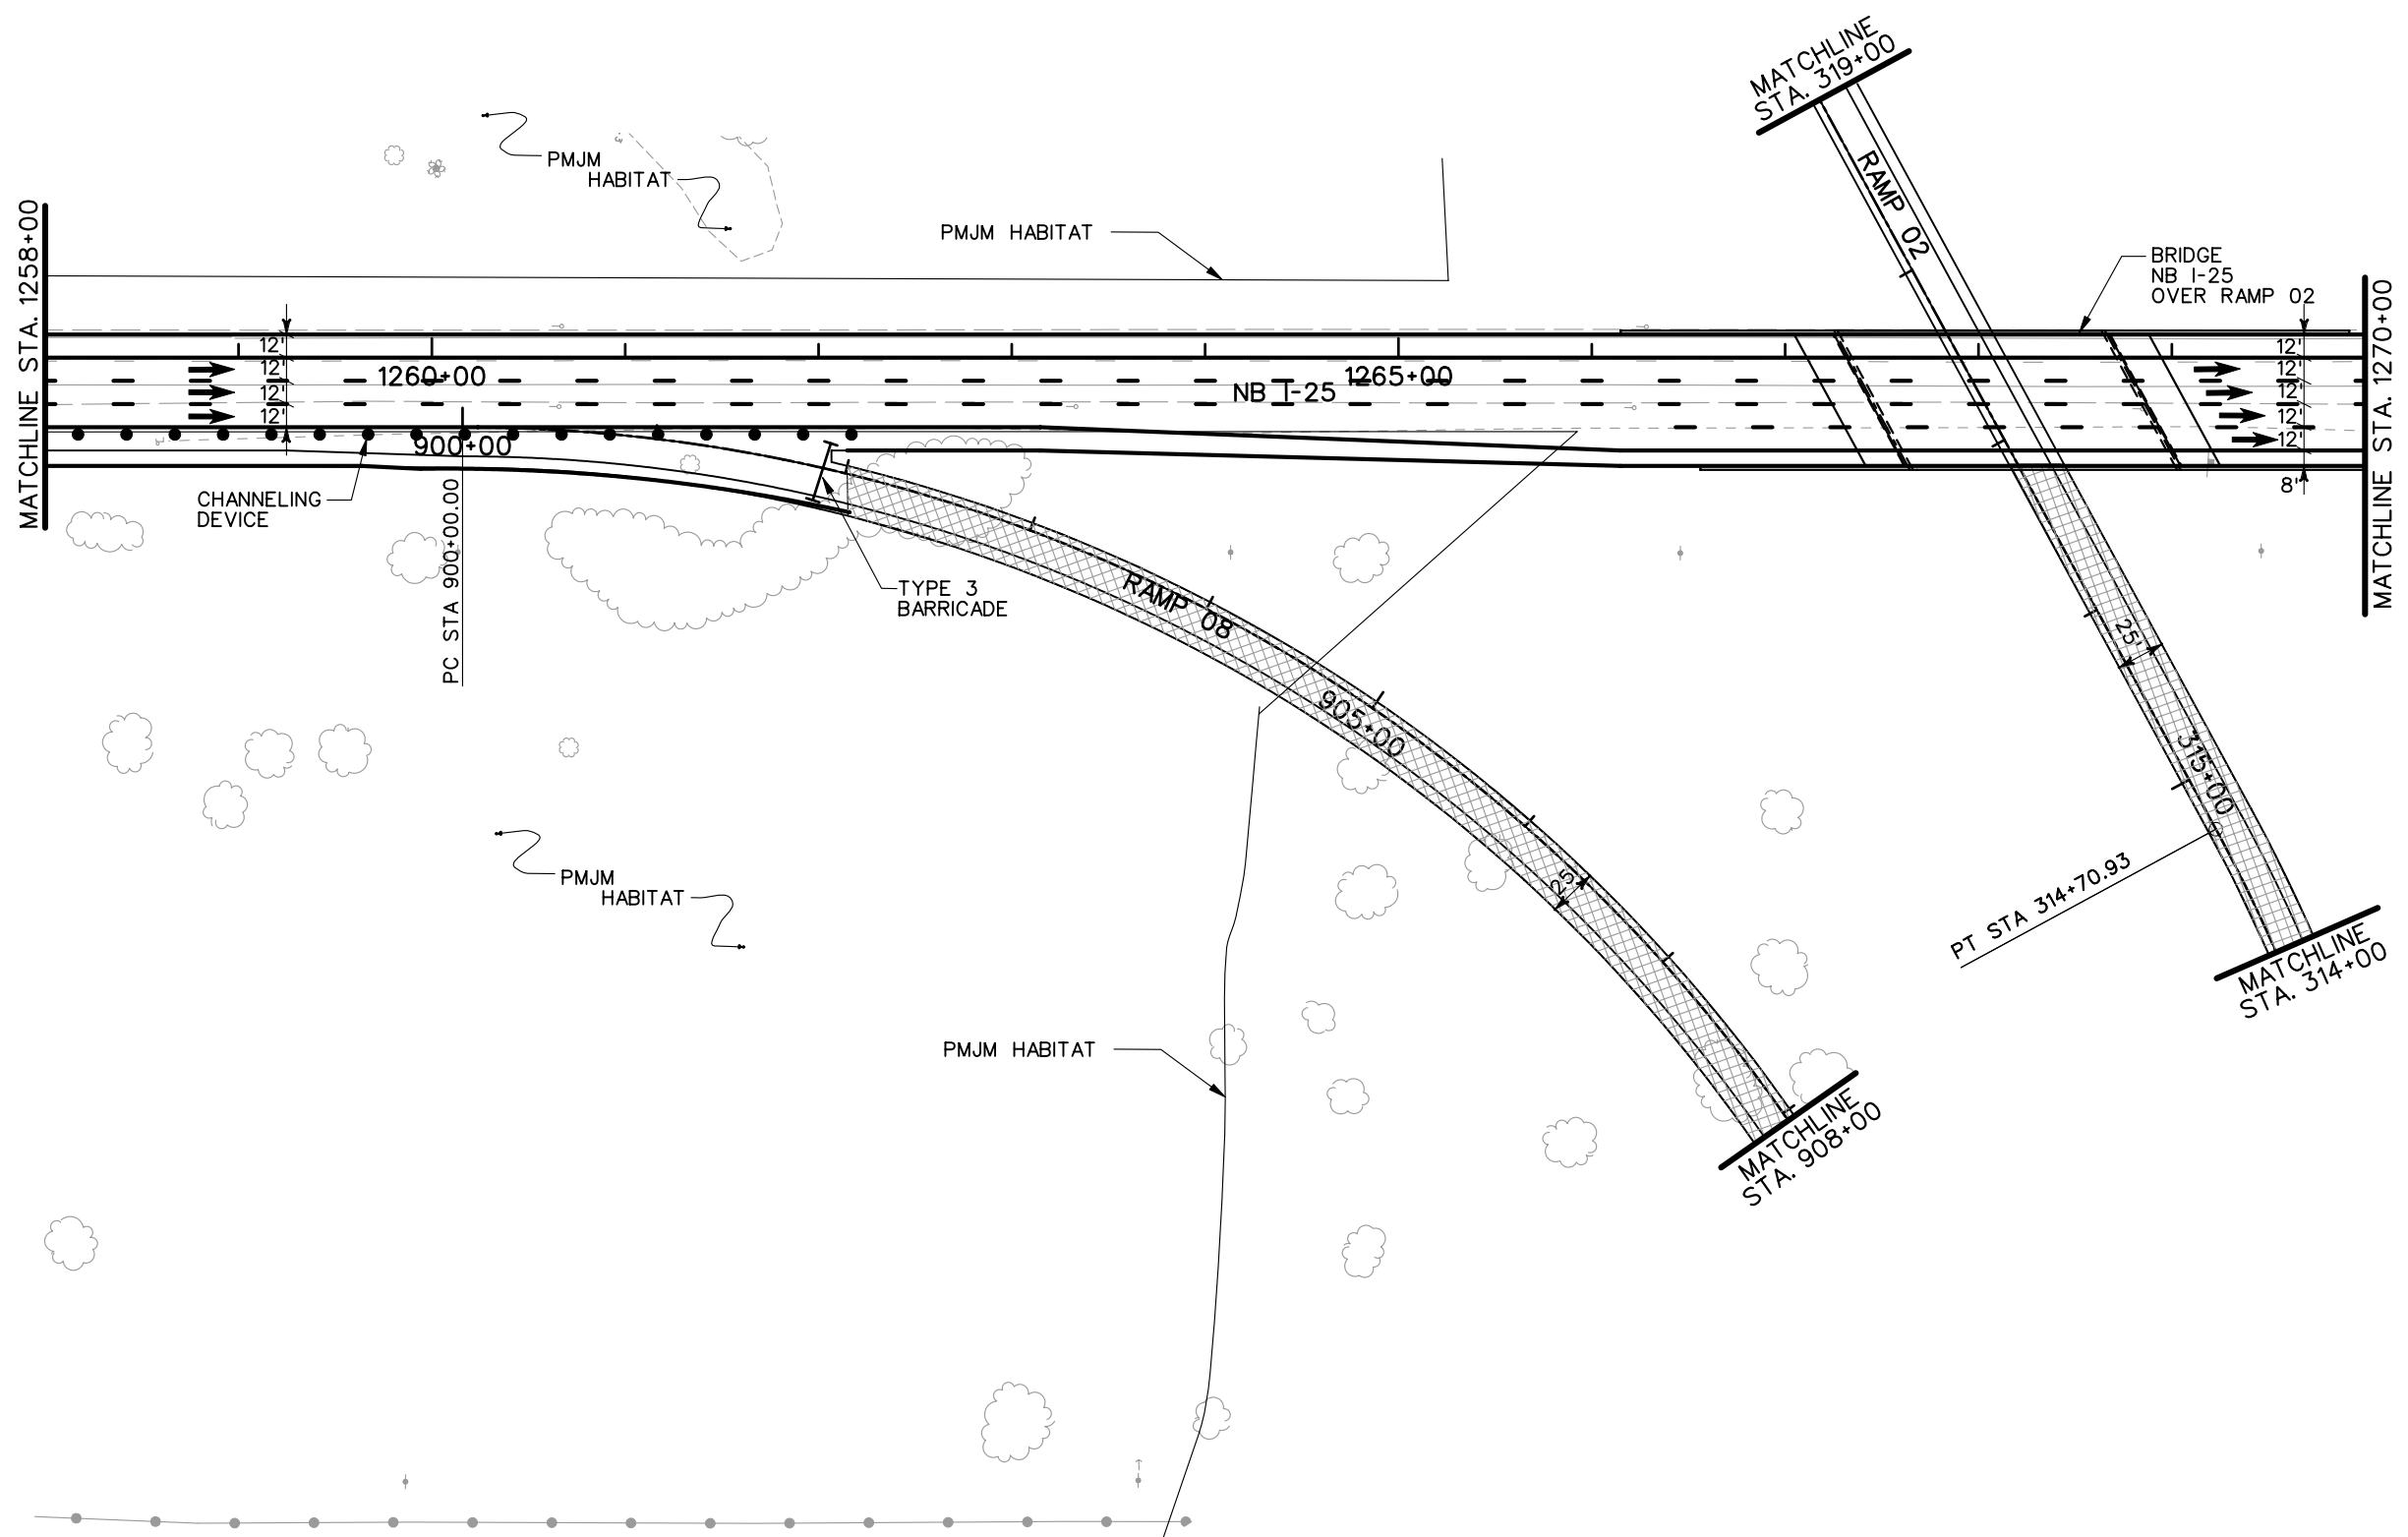 MATCHLINE
STA. 319+00
PMJM
HABITAT
RAMP 02
PMJM HABITAT
BRIDGE
NB I-25
OVER RAMP 02
MATCHLINE STA. 1258+00
MATCHLINE STA. 1270+00
12'
12'
12'
12'
12'
12'
12'
12'
12'
8'
1260+00
1265+00
NB I-25
900+00
CHANNELING
DEVICE
PC STA 900+00.00
TYPE 3
BARRICADE
RAMP 08
25'
905+00
315+00
PMJM
HABITAT
25'
PT STA 314+70.93
MATCHLINE
STA. 314+00
PMJM HABITAT
MATCHLINE
STA. 908+00